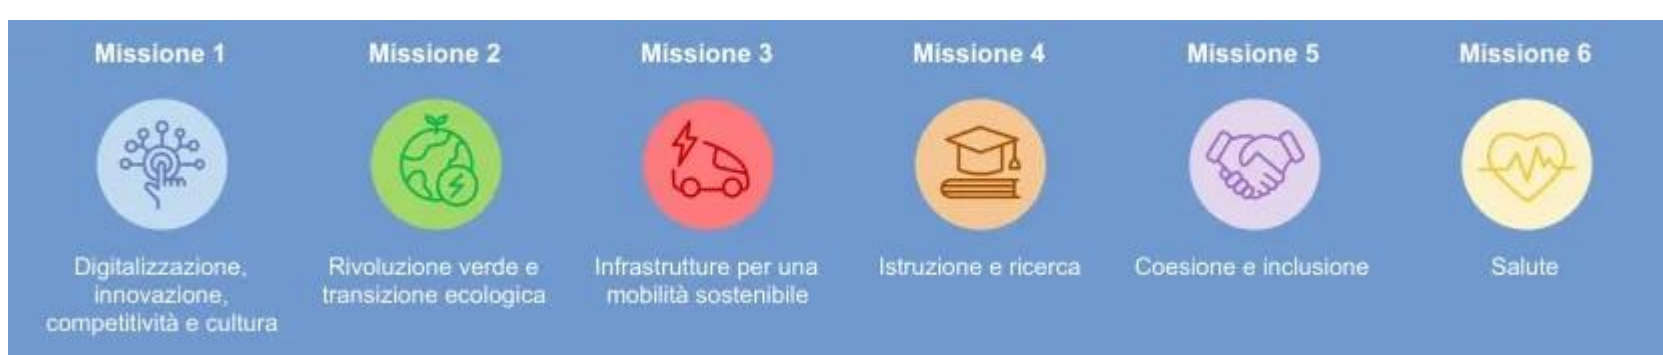 Missione 1
Digitalizzazione,
innovazione,
competitività e cultura
Missione 2
Rivoluzione verde e
transizione ecologica
Missione 3
Infrastrutture per una
mobilità sostenibile
Missione 4
Istruzione e ricerca
Missione 5
Coesione e inclusione
Missione 6
Salute